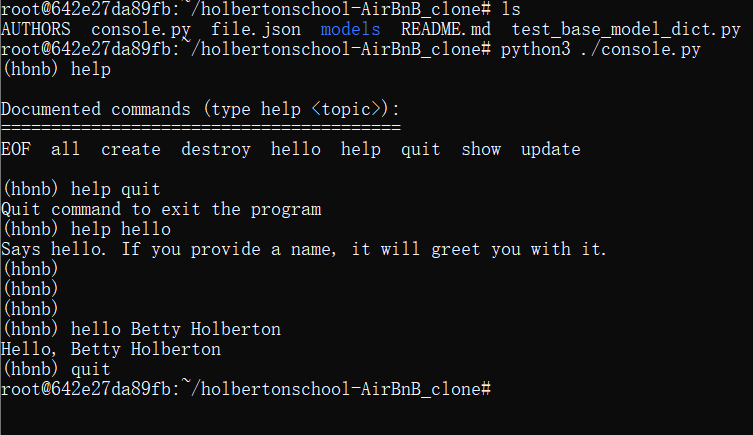 root@642e27da89fb:~/holbertonschool-AirBnB_clone# ls
AUTHORS  console.py  file.json  models  README.md  test_base_model_dict.py
root@642e27da89fb:~/holbertonschool-AirBnB_clone# python3 ./console.py
(hbnb) help
Documented commands (type help <topic>):
========================================
EOF  all  create  destroy  hello  help  quit  show  update
(hbnb) help quit
Quit command to exit the program
(hbnb) help hello
Says hello. If you provide a name, it will greet you with it.
(hbnb)
(hbnb)
(hbnb)
(hbnb) hello Betty Holberton
Hello, Betty Holberton
(hbnb) quit
root@642e27da89fb:~/holbertonschool-AirBnB_clone#